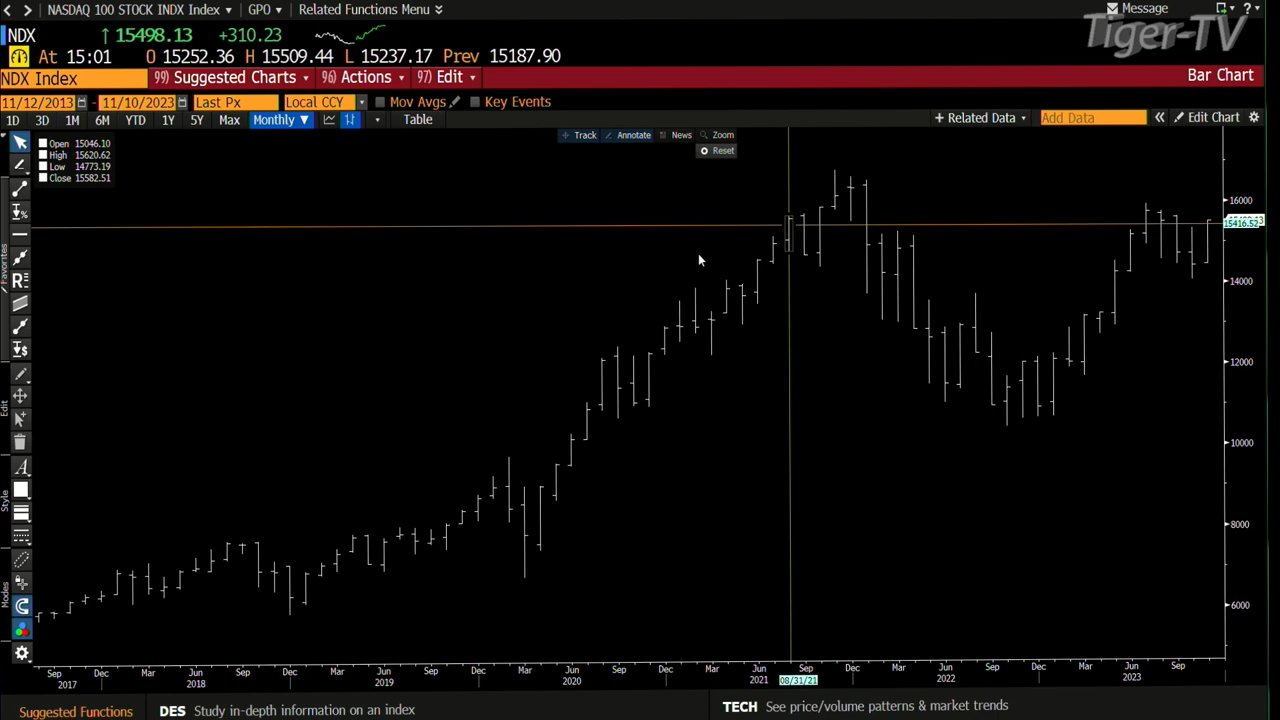 NASDAQ 100 STOCK INDX Index GPO Related Functions Menu Message
Tiger-TV
NDX 15498.13 +310.23
At 15:01 O 15252.36 H 15509.44 L 15237.17 Prev 15187.90
NDX Index 99) Suggested Charts 96) Actions 97) Edit Bar Chart
11/12/2013 - 11/10/2023 Last Px Local CCY Mov Avgs Key Events
1D 3D 1M 6M YTD 1Y 5Y Max Monthly Table + Related Data Add Data Edit Chart
Track Annotate News Zoom
Reset
Open 15046.10
High 15620.62
Low 14773.19
Close 15582.51
16000
15416.52
14000
12000
10000
8000
6000
Favorites
Edit
Style
Modes
Sep Dec Mar Jun Sep Dec Mar Jun Sep Dec Mar Jun Sep Dec Mar Jun Sep Dec Mar Jun Sep Dec Mar Jun Sep
2017 2018 2019 2020 2021 08/31/21 2022 2023
Suggested Functions DES Study in-depth information on an index TECH See price/volume patterns & market trends